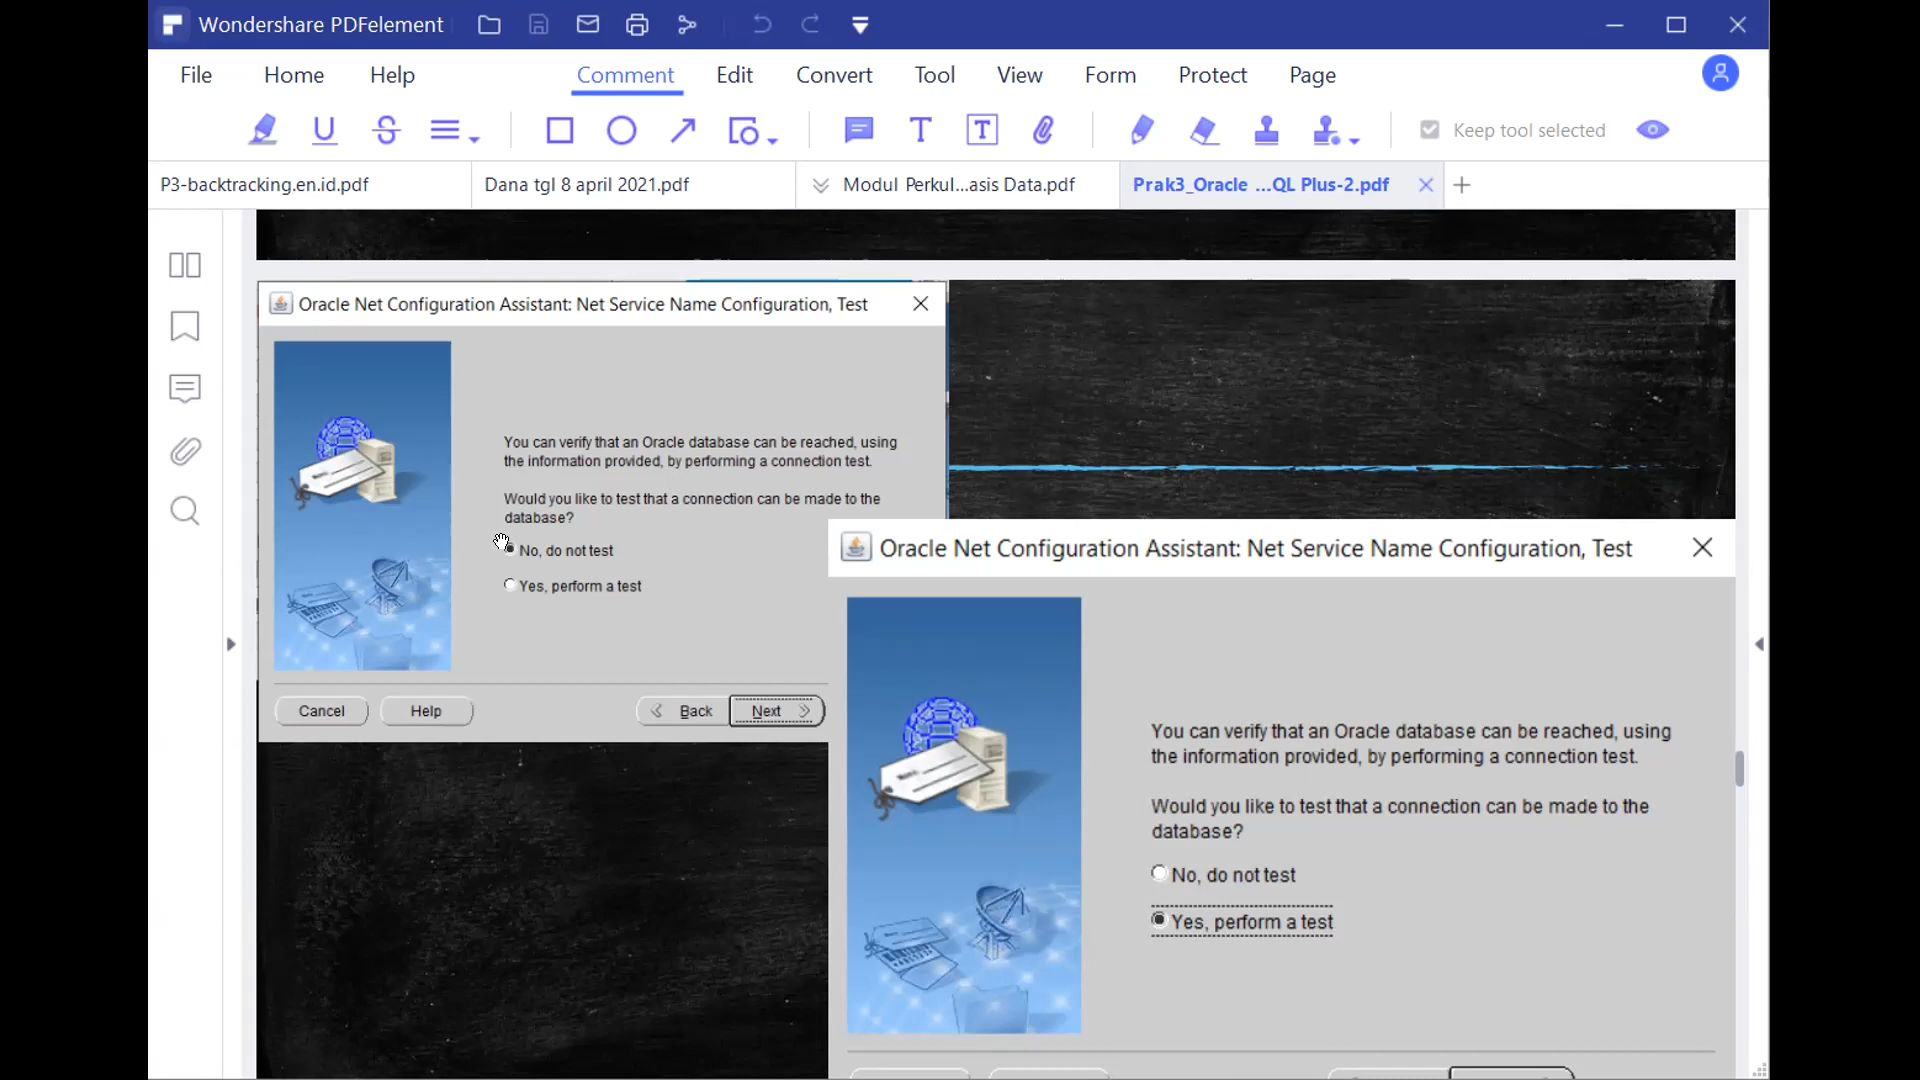 Wondershare PDFelement
File Home Help Comment Edit Convert Tool View Form Protect Page
Keep tool selected
P3-backtracking.en.id.pdf Dana tgl 8 april 2021.pdf Modul Perkul...asis Data.pdf Prak3_Oracle ...QL Plus-2.pdf
Oracle Net Configuration Assistant: Net Service Name Configuration, Test
You can verify that an Oracle database can be reached, using
the information provided, by performing a connection test.
Would you like to test that a connection can be made to the
database?
No, do not test
Yes, perform a test
Cancel Help Back Next
Oracle Net Configuration Assistant: Net Service Name Configuration, Test
You can verify that an Oracle database can be reached, using
the information provided, by performing a connection test.
Would you like to test that a connection can be made to the
database?
No, do not test
Yes, perform a test